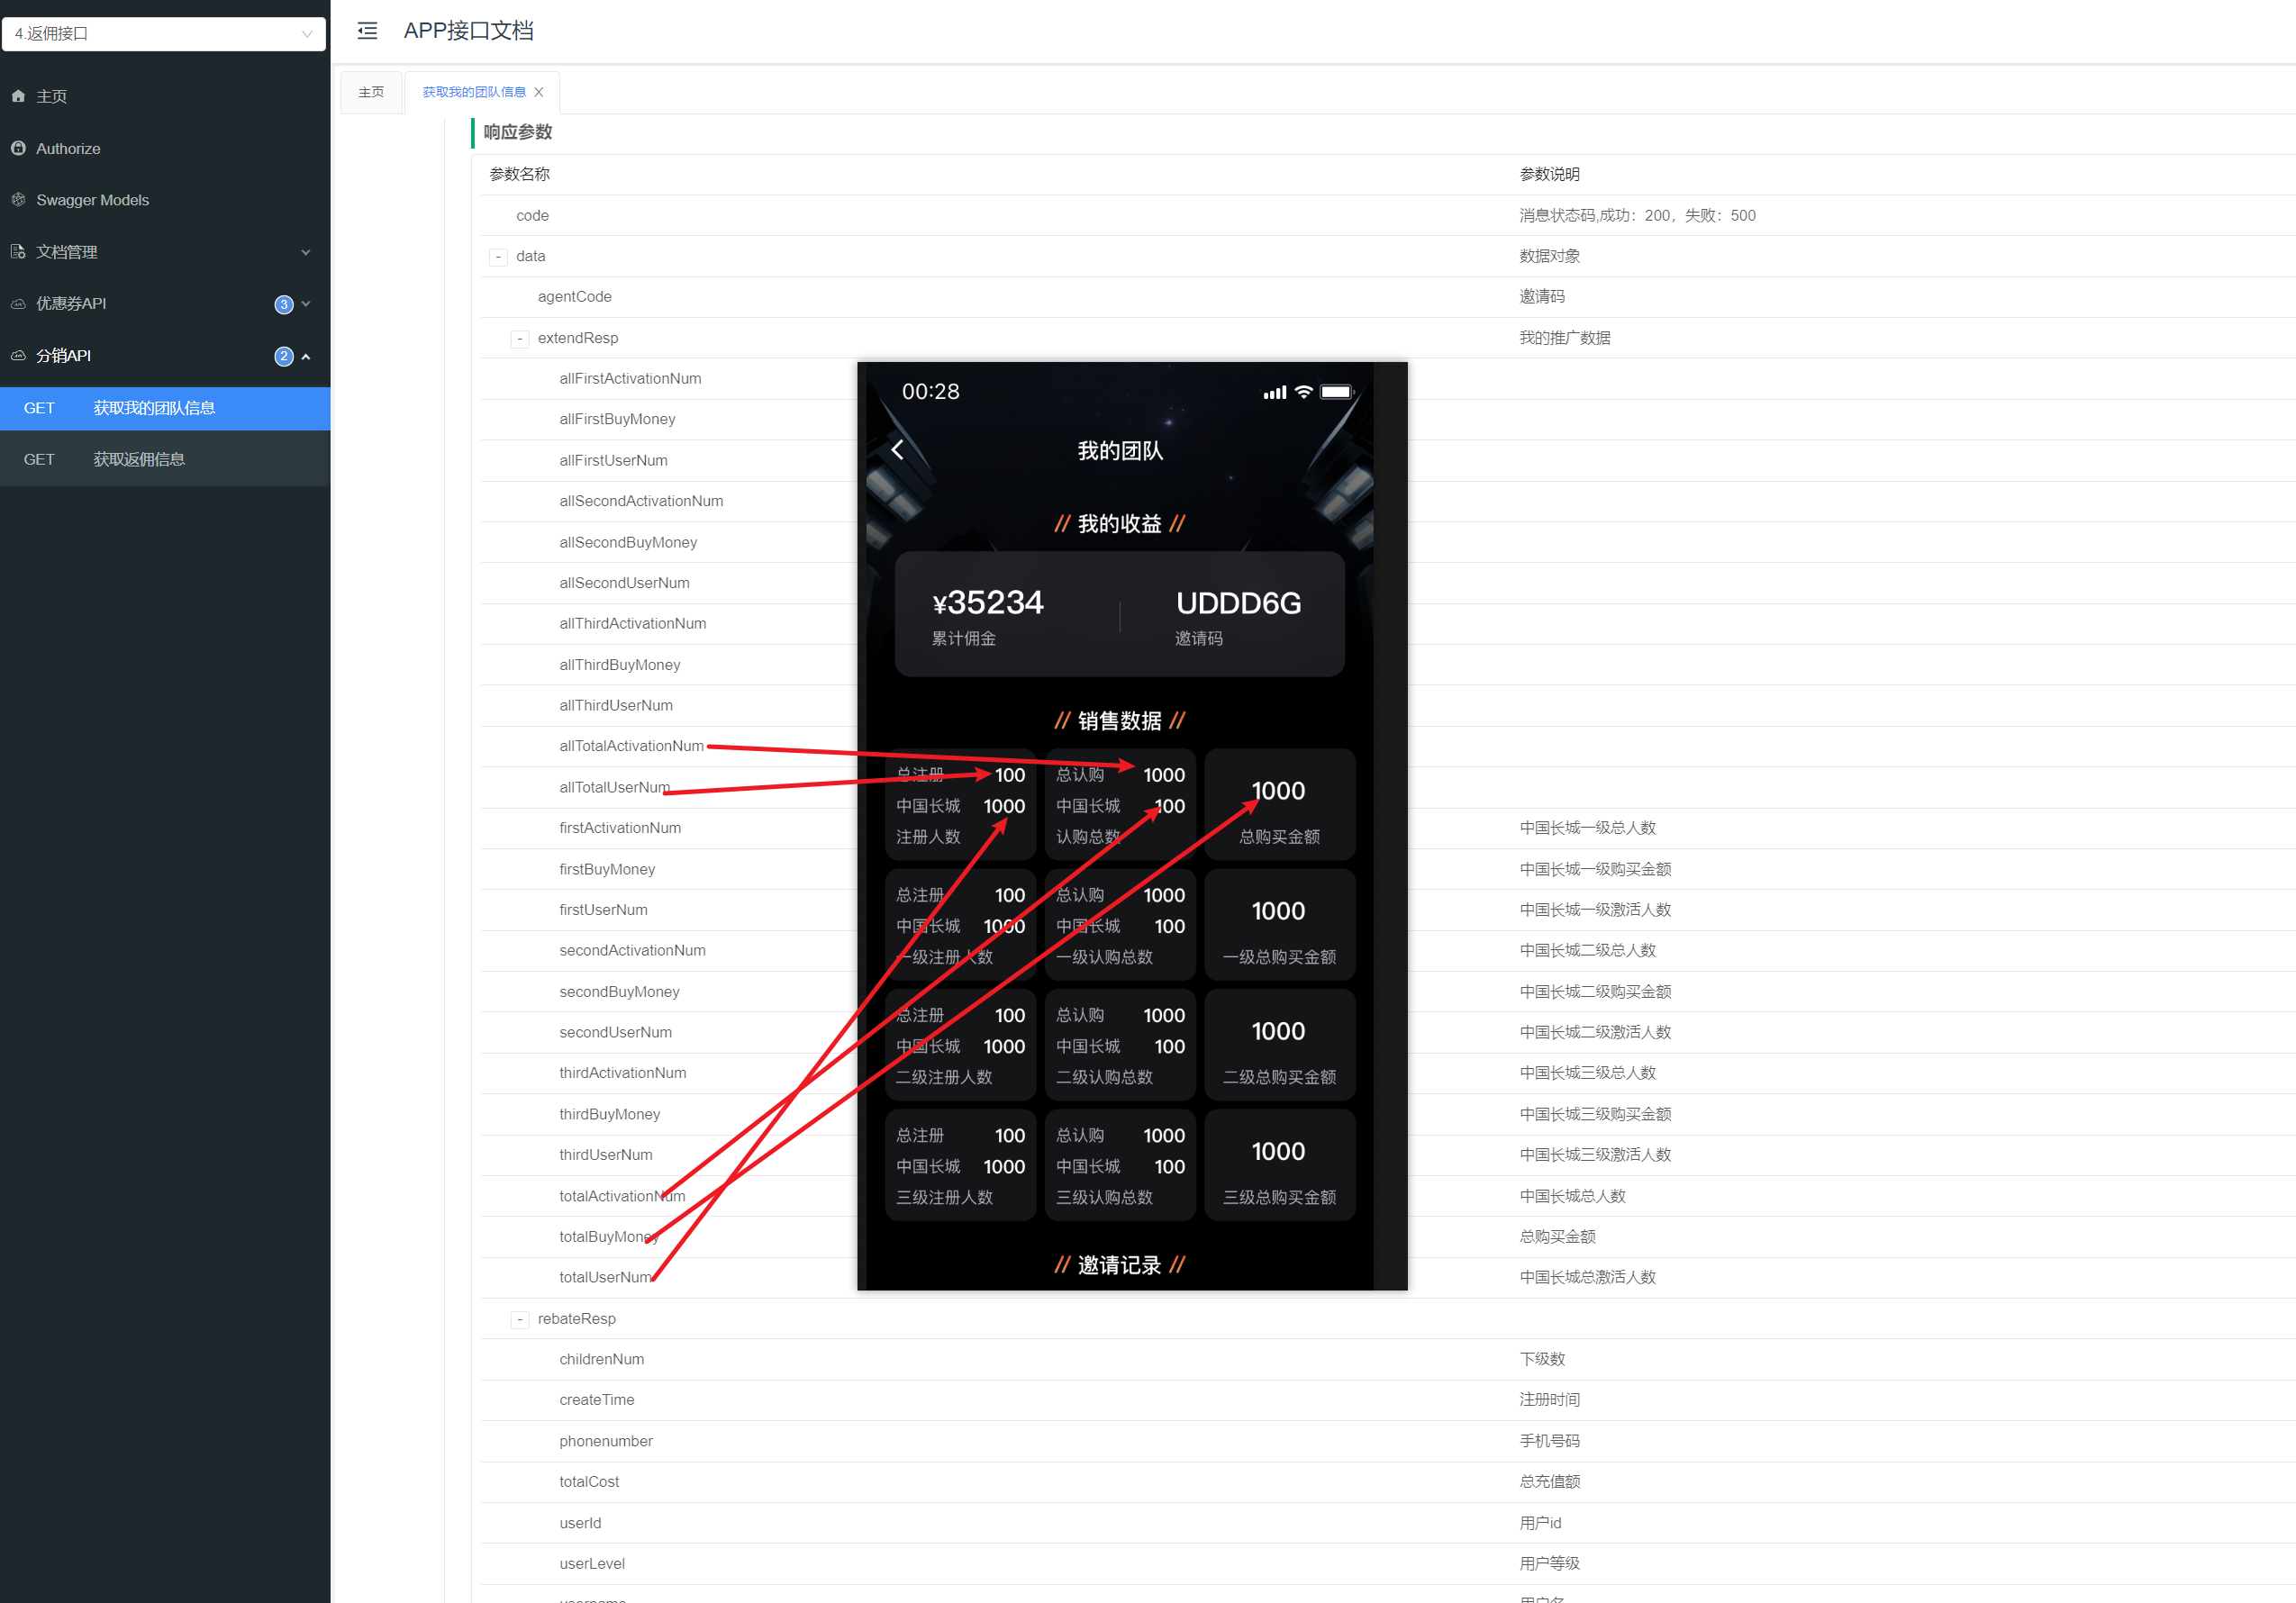 4.返佣接口
主页
Authorize
Swagger Models
文档管理
优惠券API 3
分销API 2
GET 获取我的团队信息
GET 获取返佣信息
APP接口文档
主页 获取我的团队信息
响应参数
参数名称 参数说明
code 消息状态码,成功：200，失败：500
- data 数据对象
agentCode 邀请码
- extendResp 我的推广数据
allFirstActivationNum
allFirstBuyMoney
allFirstUserNum
allSecondActivationNum
allSecondBuyMoney
allSecondUserNum
allThirdActivationNum
allThirdBuyMoney
allThirdUserNum
allTotalActivationNum
allTotalUserNum
firstActivationNum 中国长城一级总人数
firstBuyMoney 中国长城一级购买金额
firstUserNum 中国长城一级激活人数
secondActivationNum 中国长城二级总人数
secondBuyMoney 中国长城二级购买金额
secondUserNum 中国长城二级激活人数
thirdActivationNum 中国长城三级总人数
thirdBuyMoney 中国长城三级购买金额
thirdUserNum 中国长城三级激活人数
totalActivationNum 中国长城总人数
totalBuyMoney 总购买金额
totalUserNum 中国长城总激活人数
- rebateResp
childrenNum 下级数
createTime 注册时间
phonenumber 手机号码
totalCost 总充值额
userId 用户id
userLevel 用户等级
username 用户名
00:28
我的团队
// 我的收益 //
¥35234 UDDD6G
累计佣金 邀请码
// 销售数据 //
总注册 100 总认购 1000 1000
中国长城 1000 中国长城 100
注册人数 认购总数 总购买金额
总注册 100 总认购 1000 1000
中国长城 1000 中国长城 100
一级注册人数 一级认购总数 一级总购买金额
总注册 100 总认购 1000 1000
中国长城 1000 中国长城 100
二级注册人数 二级认购总数 二级总购买金额
总注册 100 总认购 1000 1000
中国长城 1000 中国长城 100
三级注册人数 三级认购总数 三级总购买金额
// 邀请记录 //